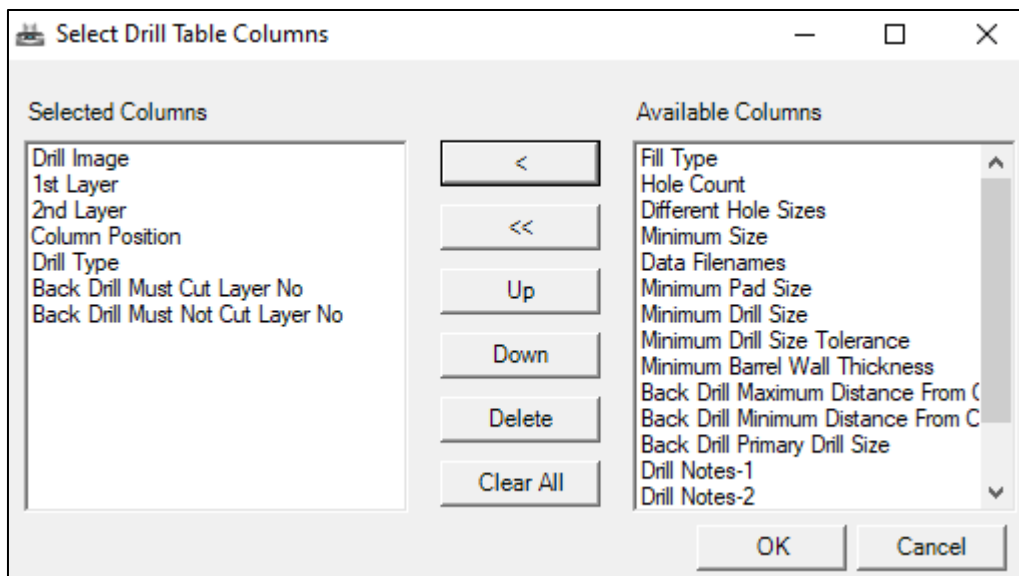 Select Drill Table Columns
Selected Columns
Drill Image
1st Layer
2nd Layer
Column Position
Drill Type
Back Drill Must Cut Layer No
Back Drill Must Not Cut Layer No
<
<<
Up
Down
Delete
Clear All
Available Columns
Fill Type
Hole Count
Different Hole Sizes
Minimum Size
Data Filenames
Minimum Pad Size
Minimum Drill Size
Minimum Drill Size Tolerance
Minimum Barrel Wall Thickness
Back Drill Maximum Distance From
Back Drill Minimum Distance From C
Back Drill Primary Drill Size
Drill Notes-1
Drill Notes-2
OK
Cancel